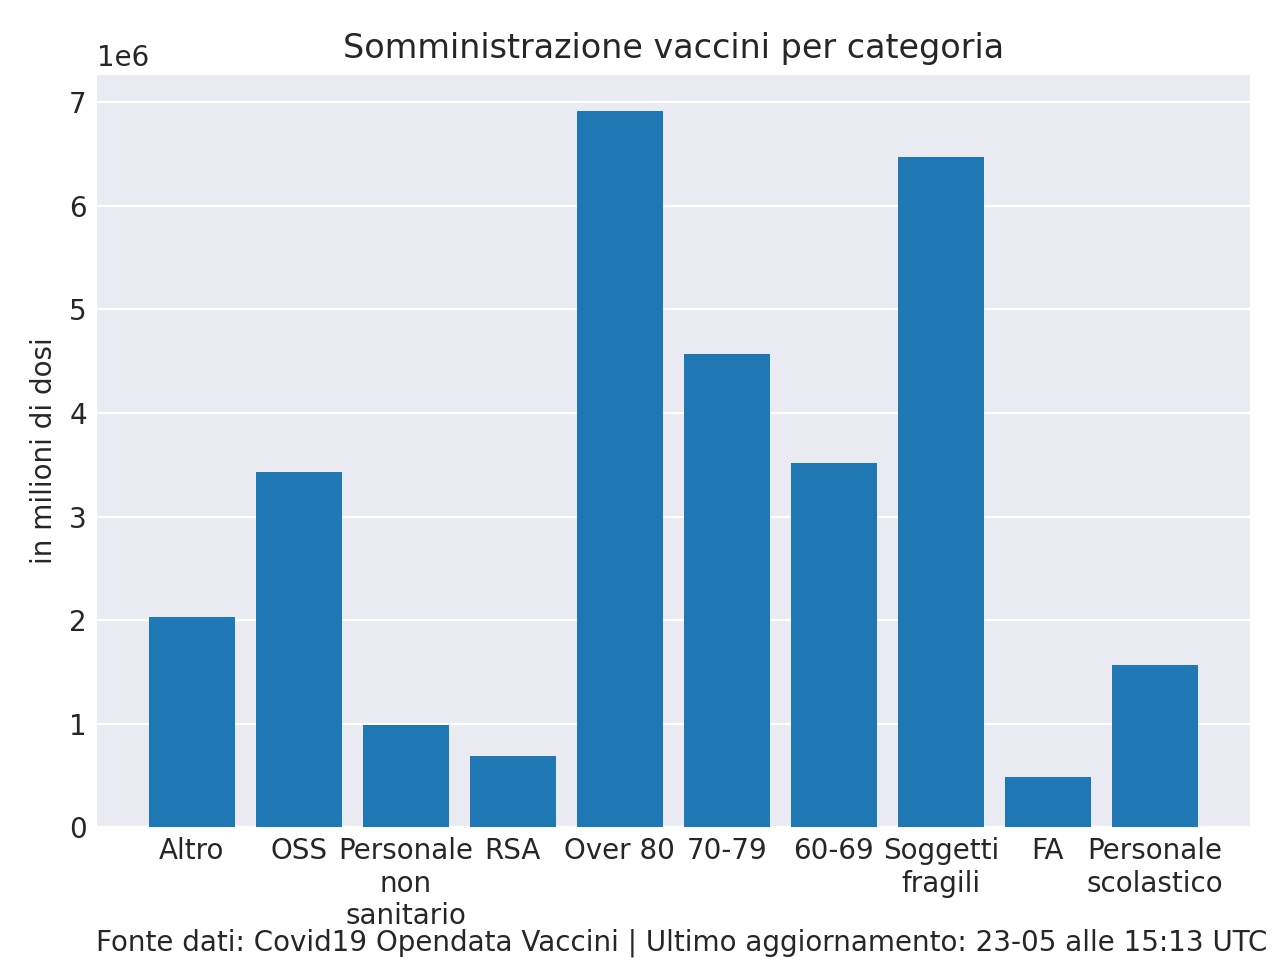 Somministrazione vaccini per categoria
1e6
7
6
5
4
3
2
1
0
in milioni di dosi
Altro
OSS
Personale
non
sanitario
RSA
Over 80
70-79
60-69
Soggetti
fragili
FA
Personale
scolastico
Fonte dati: Covid19 Opendata Vaccini | Ultimo aggiornamento: 23-05 alle 15:13 UTC